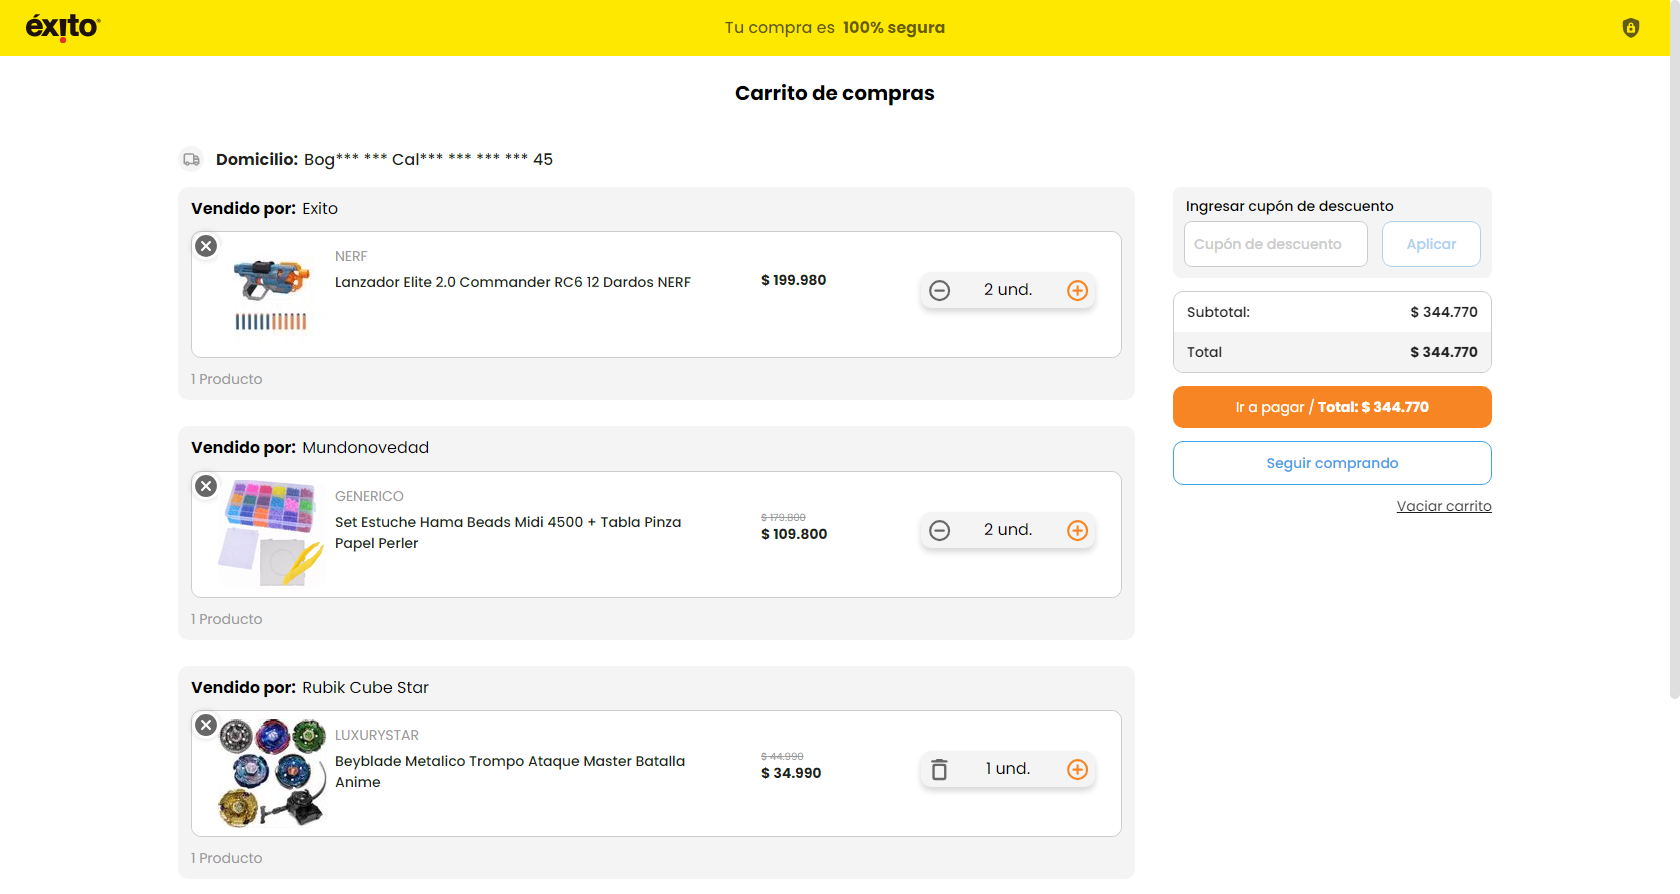 éxito
Tu compra es 100% segura
Carrito de compras
Domicilio: Bog*** *** Cal*** *** *** *** 45
Vendido por: Exito
NERF
Lanzador Elite 2.0 Commander RC6 12 Dardos NERF
$ 199.980
2 und.
1 Producto
Vendido por: Mundonovedad
GENERICO
Set Estuche Hama Beads Midi 4500 + Tabla Pinza
Papel Perler
$ 179.800
$ 109.800
2 und.
1 Producto
Vendido por: Rubik Cube Star
LUXURYSTAR
Beyblade Metalico Trompo Ataque Master Batalla
Anime
$ 44.990
$ 34.990
1 und.
1 Producto
Ingresar cupón de descuento
Cupón de descuento
Aplicar
Subtotal: $ 344.770
Total $ 344.770
Ir a pagar / Total: $ 344.770
Seguir comprando
Vaciar carrito